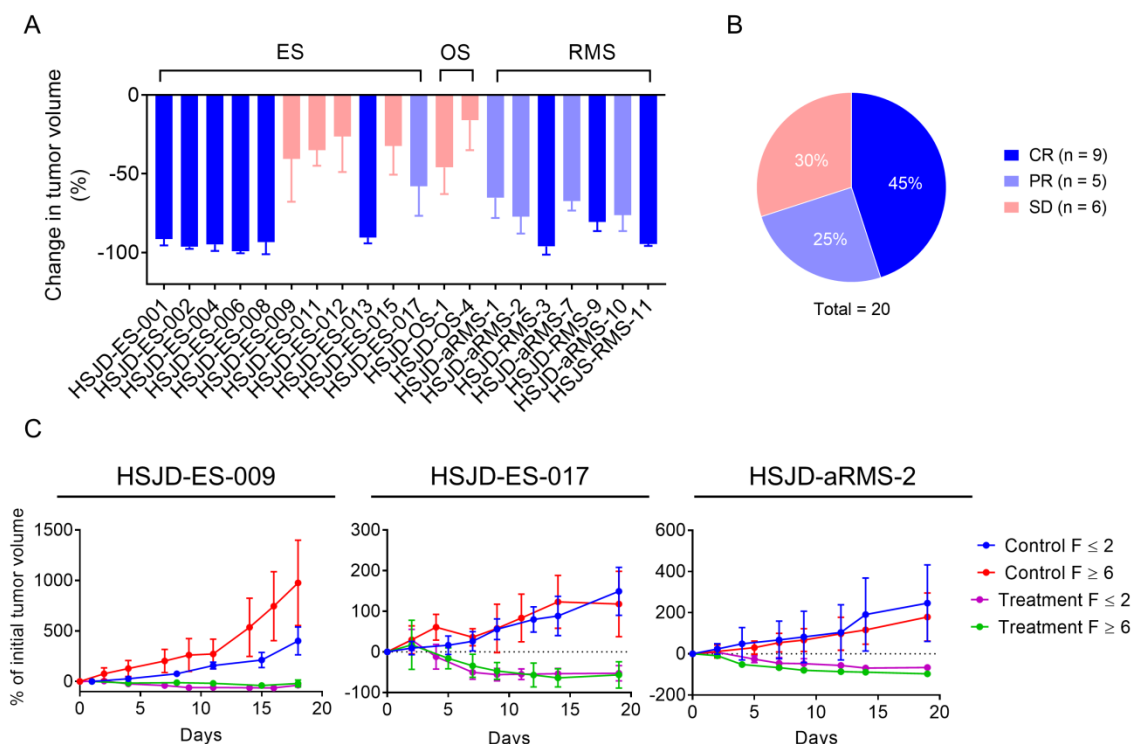 A
ES
OS
RMS
Change in tumor volume
(%)
0
-50
-100
HSJD-ES-001
HSJD-ES-002
HSJD-ES-004
HSJD-ES-006
HSJD-ES-008
HSJD-ES-009
HSJD-ES-011
HSJD-ES-012
HSJD-ES-013
HSJD-ES-015
HSJD-ES-017
HSJD-OS-1
HSJD-OS-4
HSJD-aRMS-1
HSJD-aRMS-2
HSJD-RMS-3
HSJD-aRMS-7
HSJD-RMS-9
HSJD-aRMS-10
HSJS-RMS-11
B
30%
45%
25%
CR (n = 9)
PR (n = 5)
SD (n = 6)
Total = 20
C
HSJD-ES-009
% of initial tumor volume
1500
1000
500
0
0 5 10 15 20
Days
HSJD-ES-017
300
200
100
0
-100
0 5 10 15 20
Days
HSJD-aRMS-2
600
400
200
0
-200
0 5 10 15 20
Days
Control F ≤ 2
Control F ≥ 6
Treatment F ≤ 2
Treatment F ≥ 6